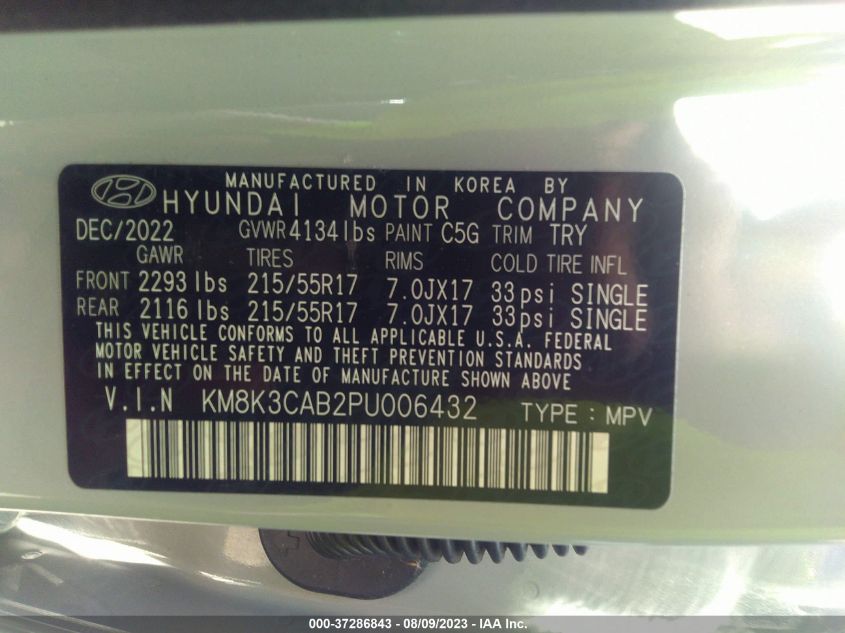 MANUFACTURED IN KOREA BY
HYUNDAI MOTOR COMPANY
DEC/2022 GVWR 4134 lbs PAINT C5G TRIM TRY
GAWR TIRES RIMS COLD TIRE INFL
FRONT 2293 lbs 215/55R17 7.0JX17 33psi SINGLE
REAR 2116 lbs 215/55R17 7.0JX17 33psi SINGLE
THIS VEHICLE CONFORMS TO ALL APPLICABLE U.S.A. FEDERAL
MOTOR VEHICLE SAFETY AND THEFT PREVENTION STANDARDS
IN EFFECT ON THE DATE OF MANUFACTURE SHOWN ABOVE
V.I.N KM8K3CAB2PU006432 TYPE : MPV
000-37286843 - 08/09/2023 - IAA Inc.